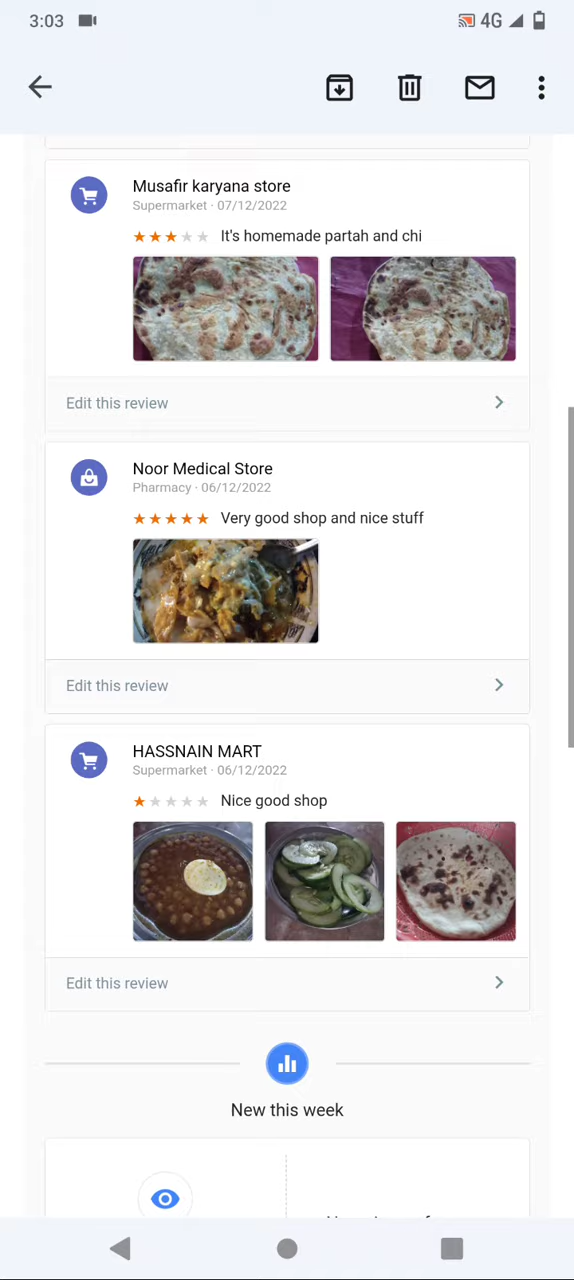 3:03 4G
Musafir karyana store
Supermarket · 07/12/2022
It's homemade partah and chi
Edit this review
Noor Medical Store
Pharmacy · 06/12/2022
Very good shop and nice stuff
Edit this review
HASSNAIN MART
Supermarket · 06/12/2022
Nice good shop
Edit this review
New this week